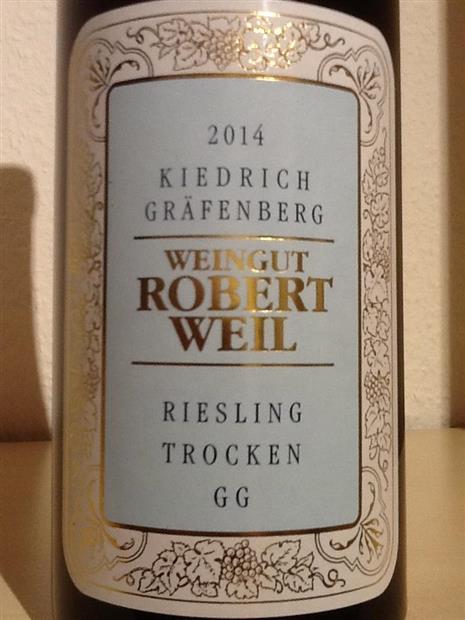 2014
KIEDRICH
GRÄFENBERG
WEINGUT
ROBERT
WEIL
RIESLING
TROCKEN
GG